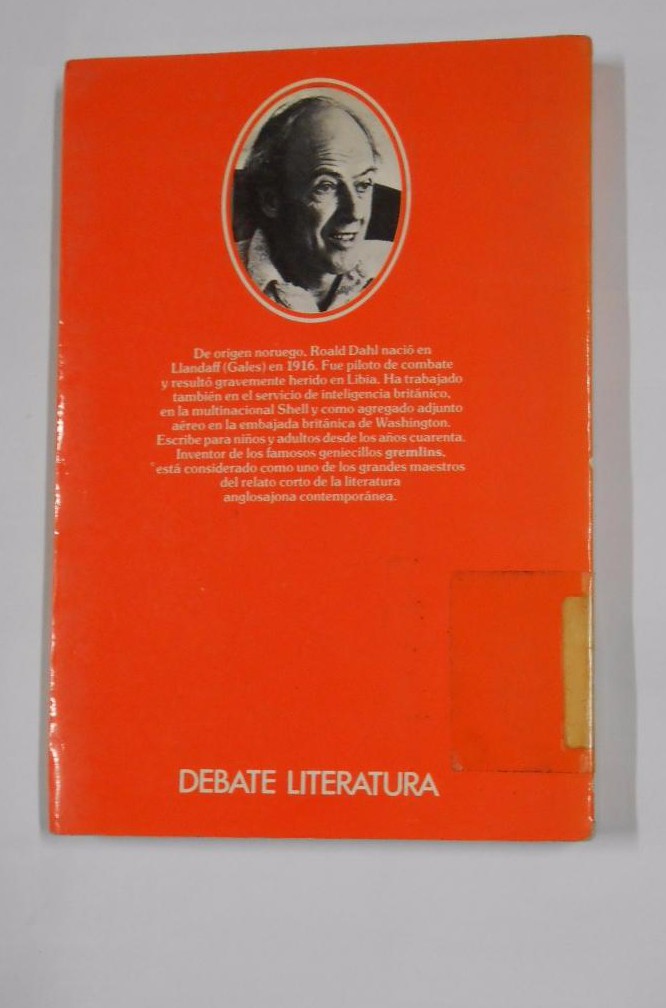 De origen noruego, Roald Dahl nació en
Llandaff (Gales) en 1916. Fue piloto de combate
y resultó gravemente herido en Libia. Ha trabajado
también en el servicio de inteligencia británico,
en la multinacional Shell y como agregado adjunto
aéreo en la embajada británica de Washington.
Escribe para niños y adultos desde los años cuarenta.
Inventor de los famosos geniecillos gremlins,
está considerado como uno de los grandes maestros
del relato corto de la literatura
anglosajona contemporánea.
DEBATE LITERATURA